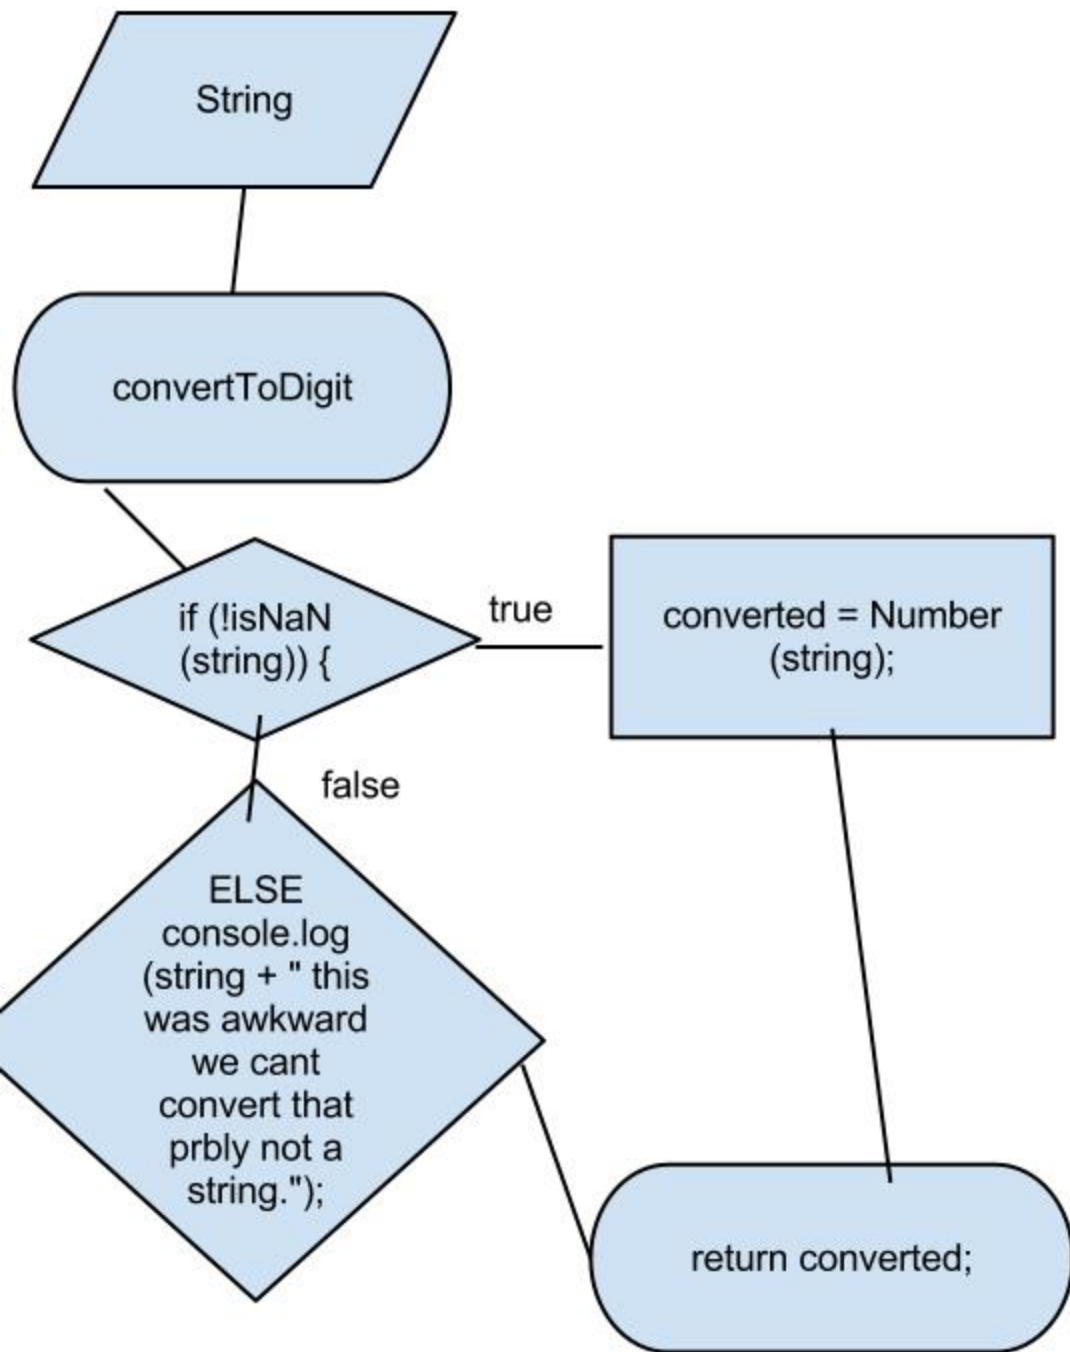 String
convertToDigit
if (!isNaN
(string)) {
true
converted = Number
(string);
false
ELSE
console.log
(string + " this
was awkward
we cant
convert that
prbly not a
string.");
return converted;